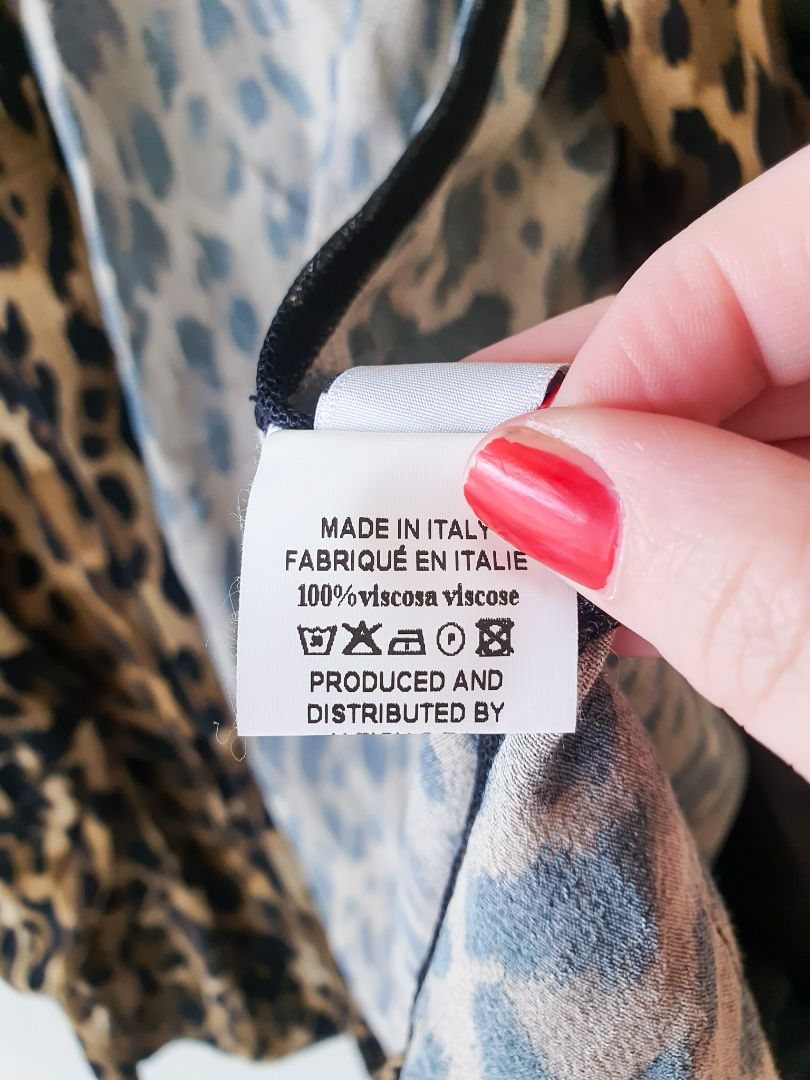 MADE IN ITALY
FABRIQUÉ EN ITALIE
100%viscosa viscose
P
PRODUCED AND
DISTRIBUTED BY